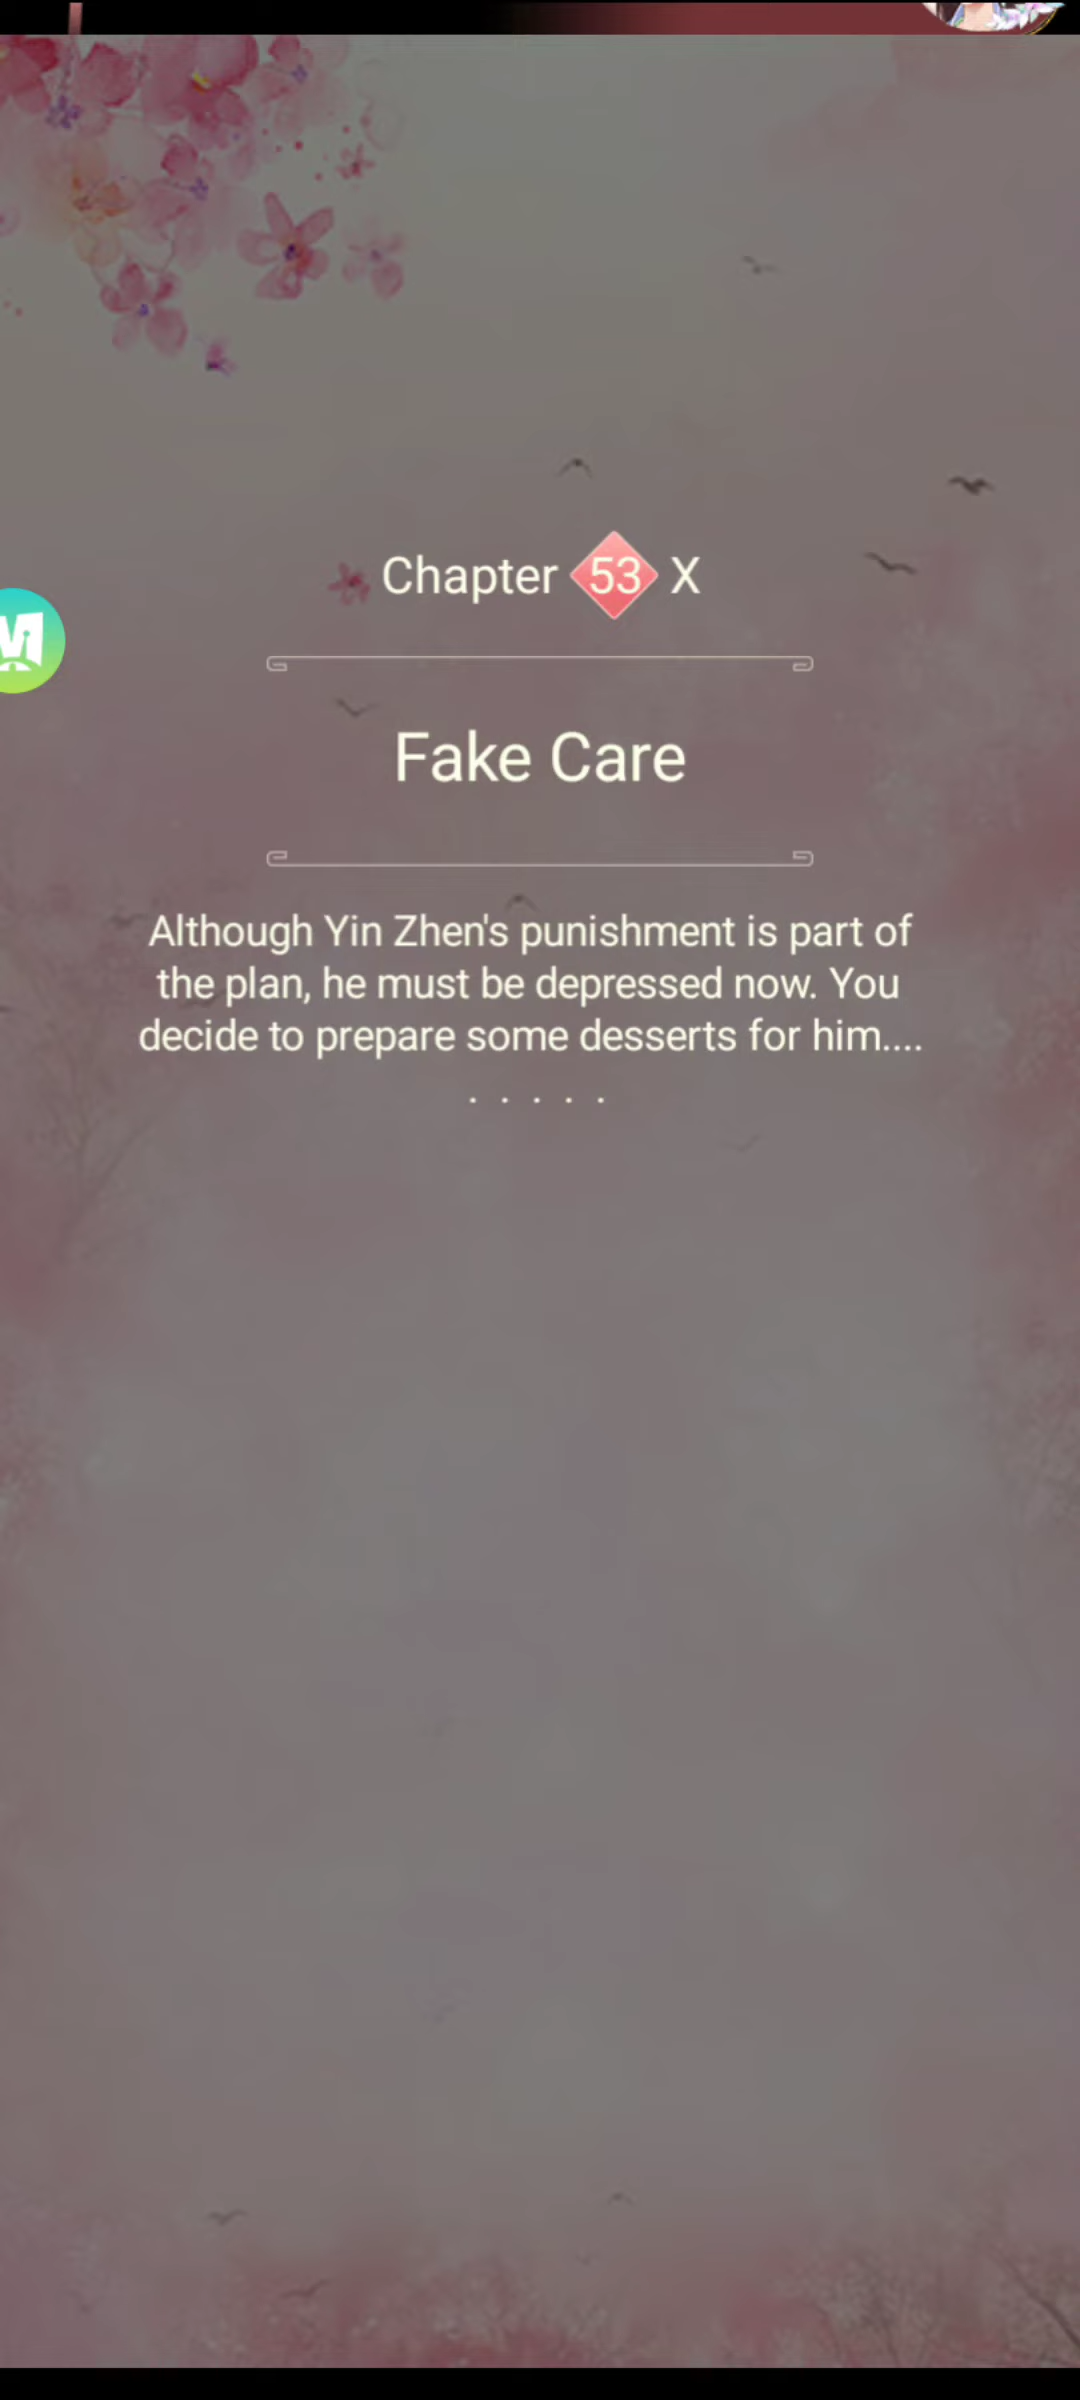 Chapter 53 X
Fake Care
Although Yin Zhen's punishment is part of
the plan, he must be depressed now. You
decide to prepare some desserts for him....
. . . . .